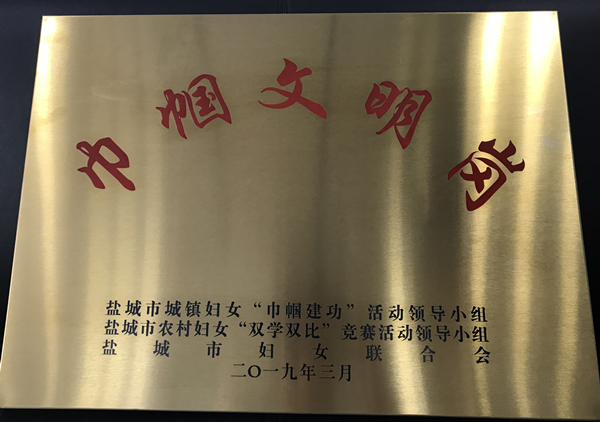 巾帼文明岗
盐城市城镇妇女“巾帼建功”活动领导小组
盐城市农村妇女“双学双比”竞赛活动领导小组
盐城市妇女联合会
二〇一九年三月